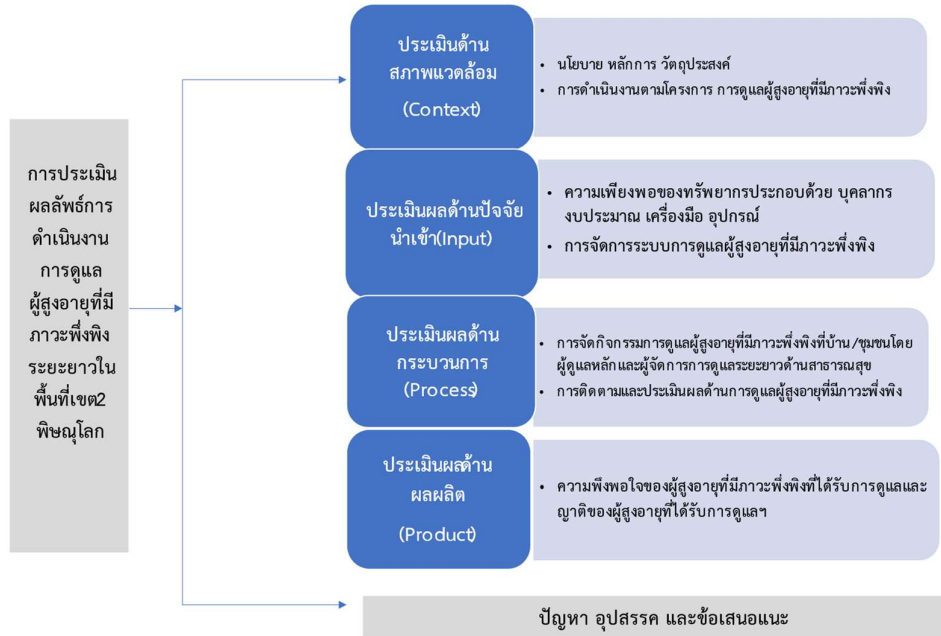 การประเมิน
ผลลัพธ์การ
ดำเนินงาน
การดูแล
ผู้สูงอายุที่มี
ภาวะพึ่งพิง
ระยะยาวใน
พื้นที่เขต2
พิษณุโลก
ประเมินด้าน
สภาพแวดล้อม
(Context)
• นโยบาย หลักการ วัตถุประสงค์
• การดำเนินงานตามโครงการ การดูแลผู้สูงอายุที่มีภาวะพึ่งพิง
ประเมินผลด้านปัจจัย
นำเข้า(Input)
• ความเพียงพอของทรัพยากรประกอบด้วย บุคลากร
งบประมาณ เครื่องมือ อุปกรณ์
• การจัดการระบบการดูแลผู้สูงอายุที่มีภาวะพึ่งพิง
ประเมินผลด้าน
กระบวนการ
(Process)
• การจัดกิจกรรมการดูแลผู้สูงอายุที่มีภาวะพึ่งพิงที่บ้าน/ชุมชนโดย
ผู้ดูแลหลักและผู้จัดการการดูแลระยะยาวด้านสาธารณสุข
• การติดตามและประเมินผลด้านการดูแลผู้สูงอายุที่มีภาวะพึ่งพิง
ประเมินผลด้าน
ผลผลิต
(Product)
• ความพึงพอใจของผู้สูงอายุที่มีภาวะพึ่งพิงที่ได้รับการดูแลและ
ญาติของผู้สูงอายุที่ได้รับการดูแลฯ
ปัญหา อุปสรรค และข้อเสนอแนะ